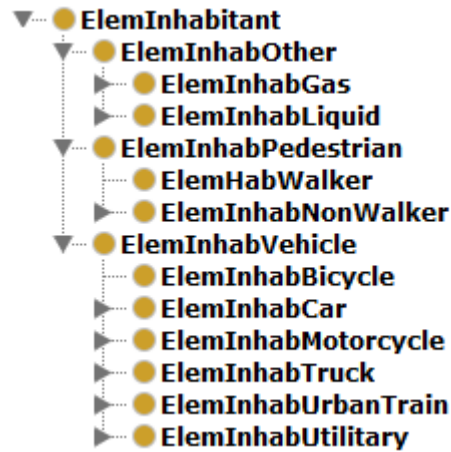 ElemInhabitant
ElemInhabOther
ElemInhabGas
ElemInhabLiquid
ElemInhabPedestrian
ElemHabWalker
ElemInhabNonWalker
ElemInhabVehicle
ElemInhabBicycle
ElemInhabCar
ElemInhabMotorcycle
ElemInhabTruck
ElemInhabUrbanTrain
ElemInhabUtilitary